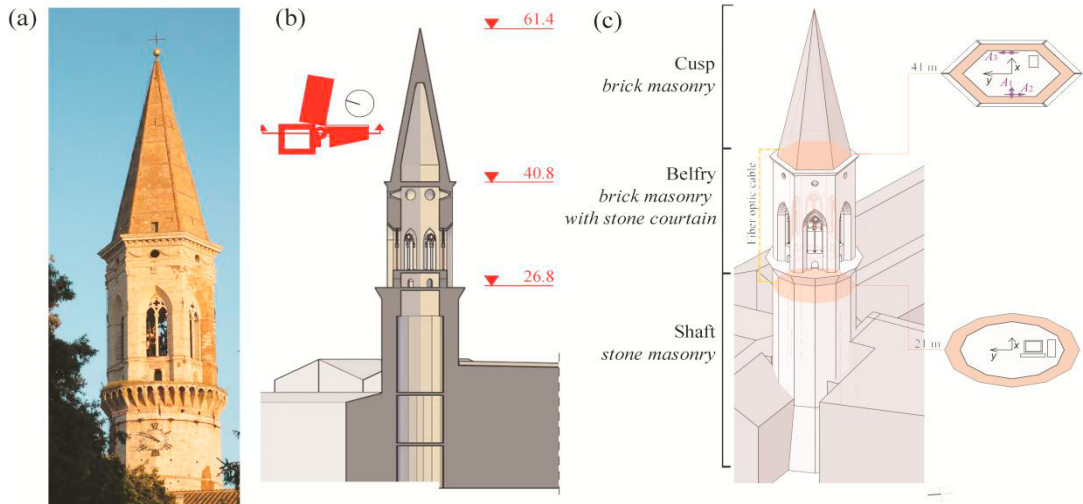 (a)
(b)
61.4
40.8
26.8
(c)
Cusp
brick masonry
Belfry
brick masonry
with stone courtain
Shaft
stone masonry
Fiber optic cable
41 m
A3
A1
A2
x
y
21 m
x
y